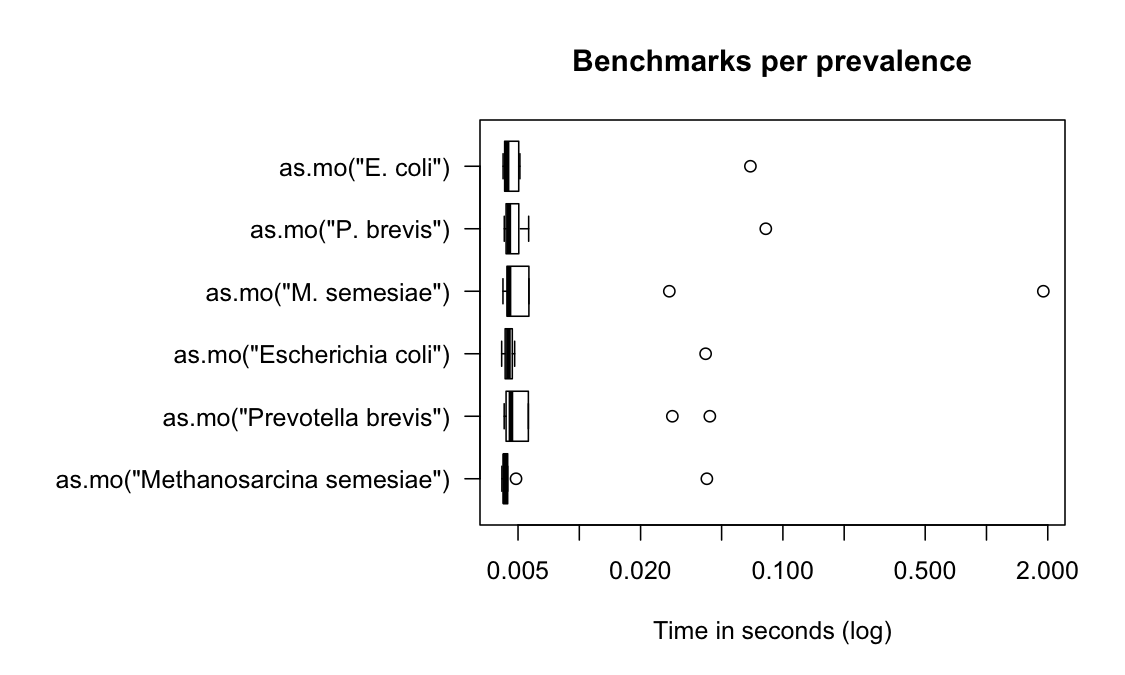 Benchmarks per prevalence
as.mo("E. coli")
as.mo("P. brevis")
as.mo("M. semesiae")
as.mo("Escherichia coli")
as.mo("Prevotella brevis")
as.mo("Methanosarcina semesiae")
0.005 0.020 0.100 0.500 2.000
Time in seconds (log)